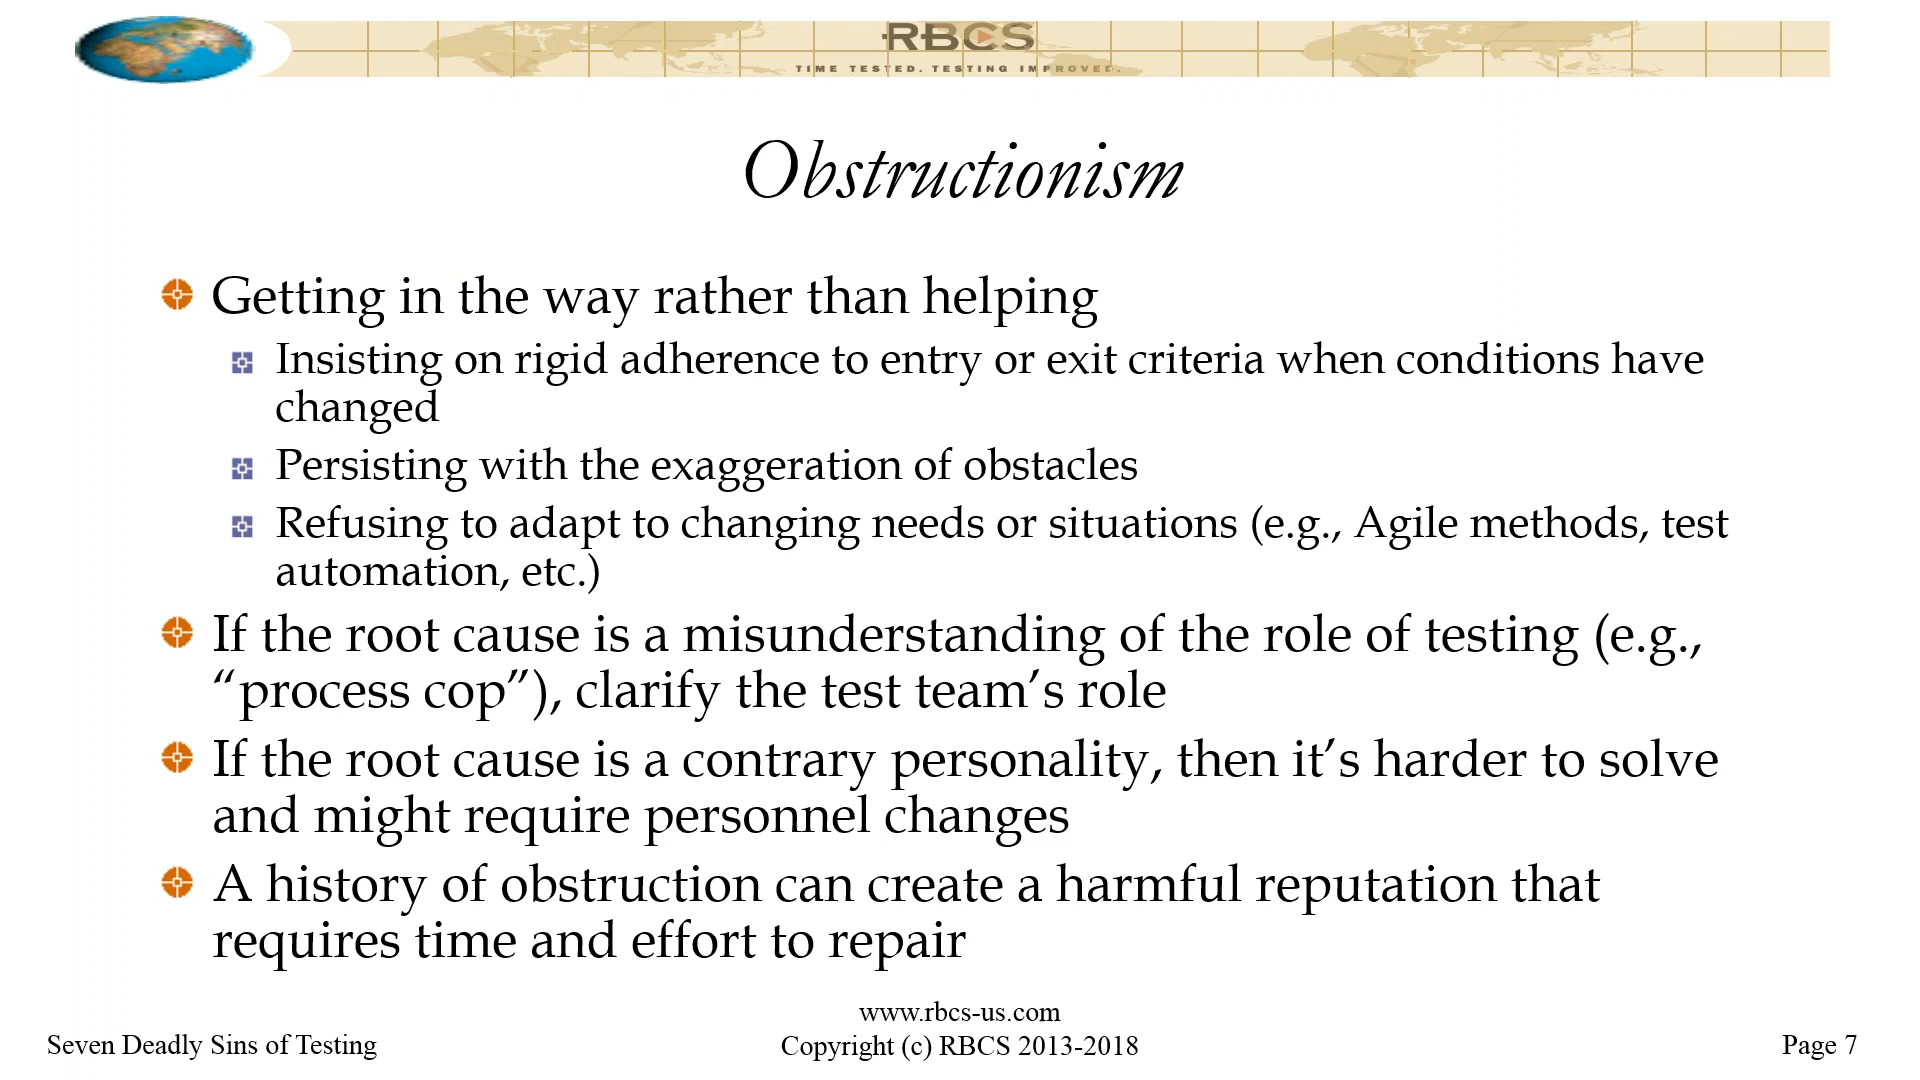 RBCS
TIME TESTED. TESTING IMPROVED.
Obstructionism
Getting in the way rather than helping
Insisting on rigid adherence to entry or exit criteria when conditions have
changed
Persisting with the exaggeration of obstacles
Refusing to adapt to changing needs or situations (e.g., Agile methods, test
automation, etc.)
If the root cause is a misunderstanding of the role of testing (e.g.,
“process cop”), clarify the test team’s role
If the root cause is a contrary personality, then it’s harder to solve
and might require personnel changes
A history of obstruction can create a harmful reputation that
requires time and effort to repair
www.rbcs-us.com
Seven Deadly Sins of Testing
Copyright (c) RBCS 2013-2018
Page 7